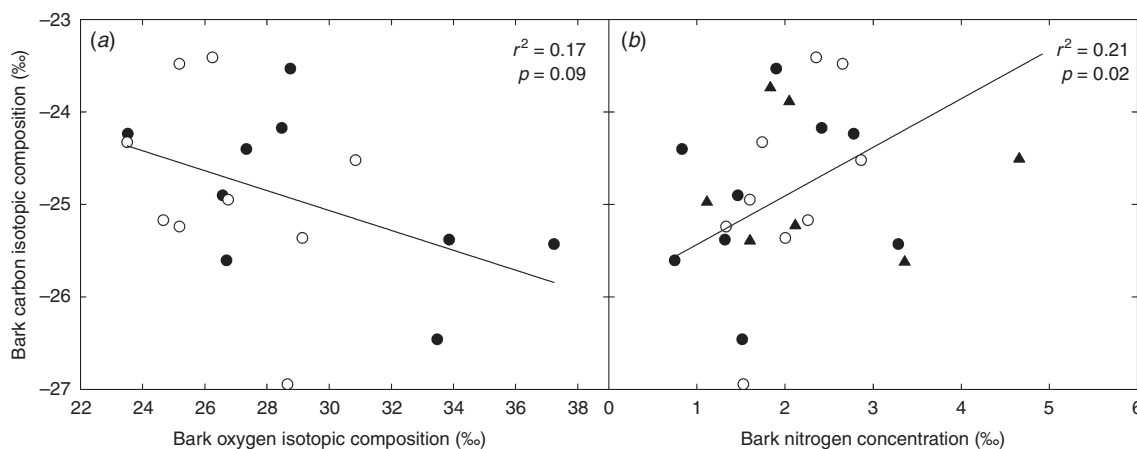 (a)
r² = 0.17
p = 0.09
(b)
r² = 0.21
p = 0.02
Bark carbon isotopic composition (‰)
–23
–24
–25
–26
–27
22 24 26 28 30 32 34 36 38
0 1 2 3 4 5 6
Bark oxygen isotopic composition (‰)
Bark nitrogen concentration (‰)